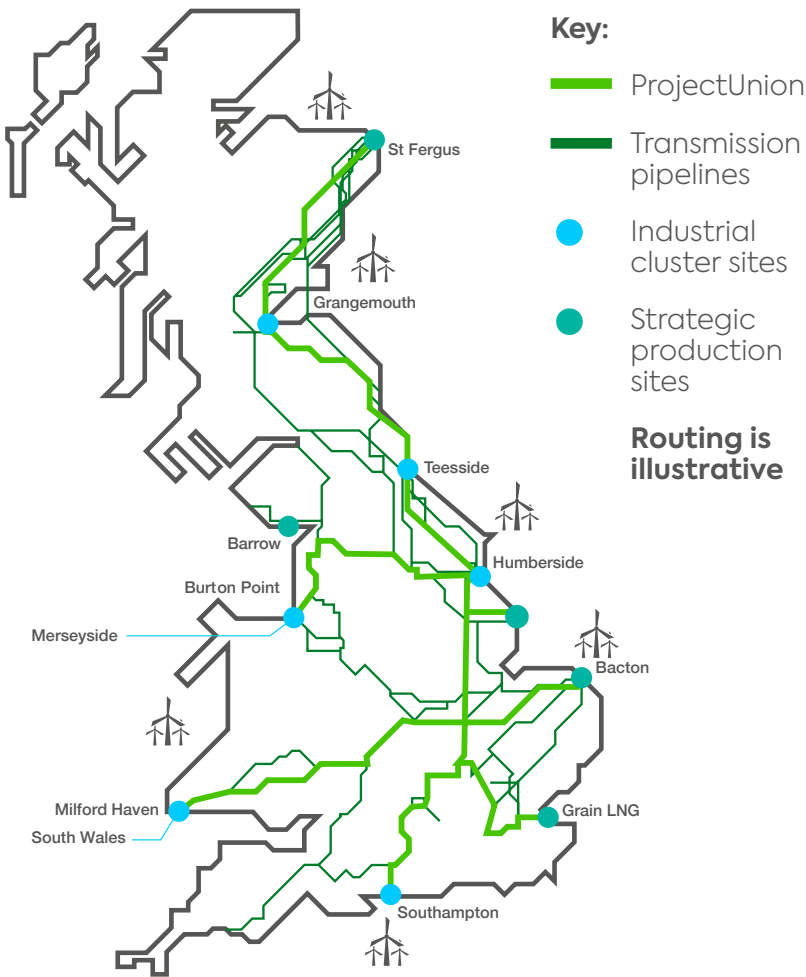 Key:
ProjectUnion
Transmission
pipelines
Industrial
cluster sites
Strategic
production
sites
Routing is
illustrative
St Fergus
Grangemouth
Teesside
Barrow
Humberside
Burton Point
Merseyside
Bacton
Milford Haven
South Wales
Grain LNG
Southampton